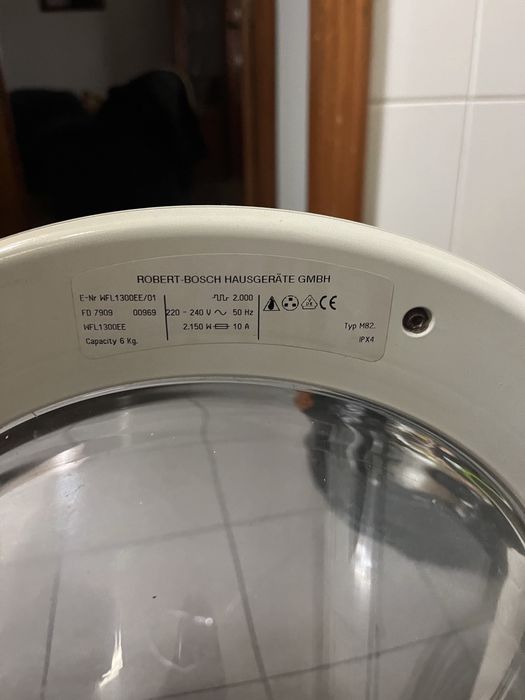 ROBERT-BOSCH HAUSGERÄTE GMBH
E-Nr WFL1300EE/01 2.000
FD 7909 00969 220 - 240 V ~ 50 Hz
WFL1300EE 2.150 W 10 A Typ M82.
Capacity 6 Kg. IPX4
CE